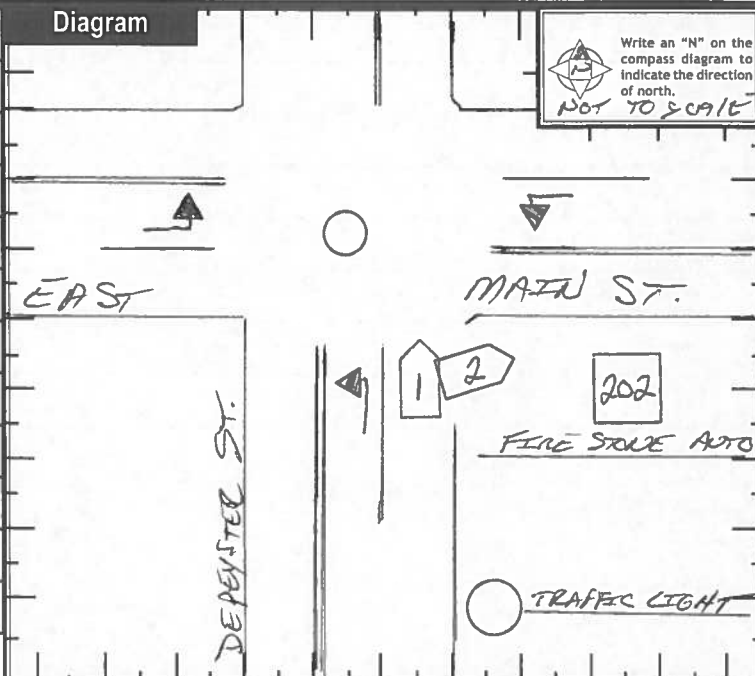 Diagram
Write an "N" on the
compass diagram to
indicate the direction
of north.
N
NOT TO SCALE
EAST MAIN ST.
1 2 202
FIRE STONE AUTO
DEPEYSTER ST.
TRAFFIC LIGHT